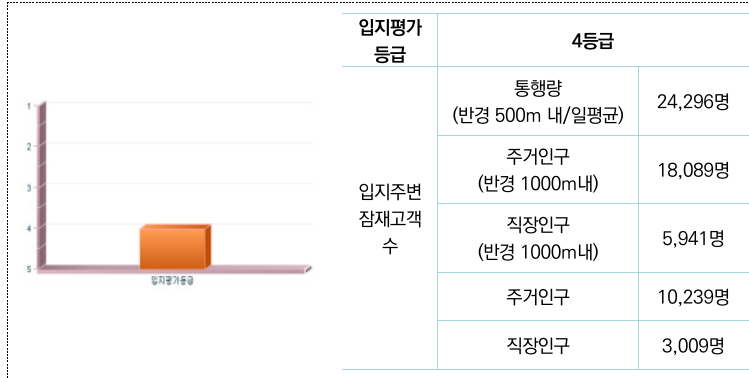 1
2
3
4
5
입지평가등급
입지평가
등급
4등급
입지주변
잠재고객
수
통행량
(반경 500m 내/일평균)
24,296명
주거인구
(반경 1000m내)
18,089명
직장인구
(반경 1000m내)
5,941명
주거인구
10,239명
직장인구
3,009명